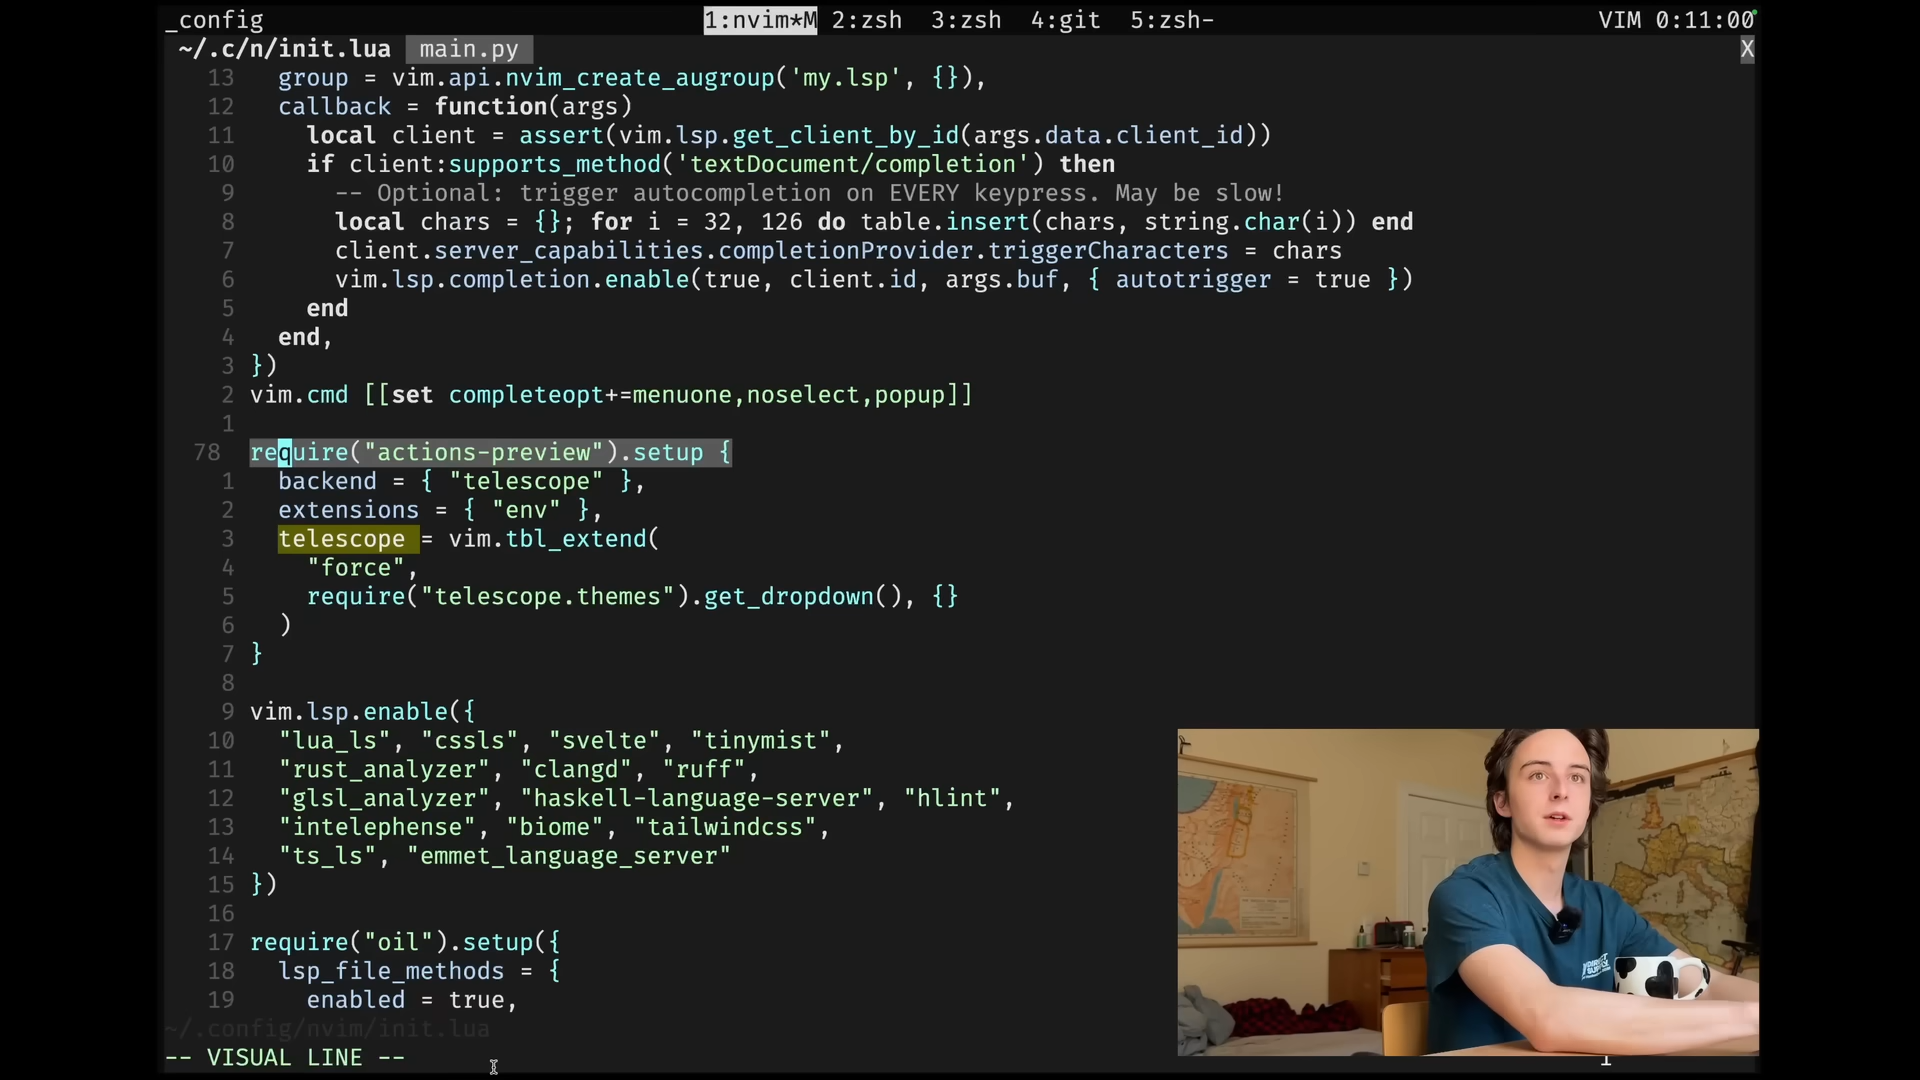 _config 1:nvim*M 2:zsh 3:zsh 4:git 5:zsh- VIM 0:11:00
~/.c/n/init.lua main.py X
13 group = vim.api.nvim_create_augroup('my.lsp', {}),
12 callback = function(args)
11 local client = assert(vim.lsp.get_client_by_id(args.data.client_id))
10 if client:supports_method('textDocument/completion') then
9 -- Optional: trigger autocompletion on EVERY keypress. May be slow!
8 local chars = {}; for i = 32, 126 do table.insert(chars, string.char(i)) end
7 client.server_capabilities.completionProvider.triggerCharacters = chars
6 vim.lsp.completion.enable(true, client.id, args.buf, { autotrigger = true })
5 end
4 end,
3 })
2 vim.cmd [[set completeopt+=menuone,noselect,popup]]
1
78 require("actions-preview").setup {
1 backend = { "telescope" },
2 extensions = { "env" },
3 telescope = vim.tbl_extend(
4 "force",
5 require("telescope.themes").get_dropdown(), {}
6 )
7 }
8
9 vim.lsp.enable({
10 "lua_ls", "cssls", "svelte", "tinymist",
11 "rust_analyzer", "clangd", "ruff",
12 "glsl_analyzer", "haskell-language-server", "hlint",
13 "intelephense", "biome", "tailwindcss",
14 "ts_ls", "emmet_language_server"
15 })
16
17 require("oil").setup({
18 lsp_file_methods = {
19 enabled = true,
~/.config/nvim/init.lua
-- VISUAL LINE -- 1